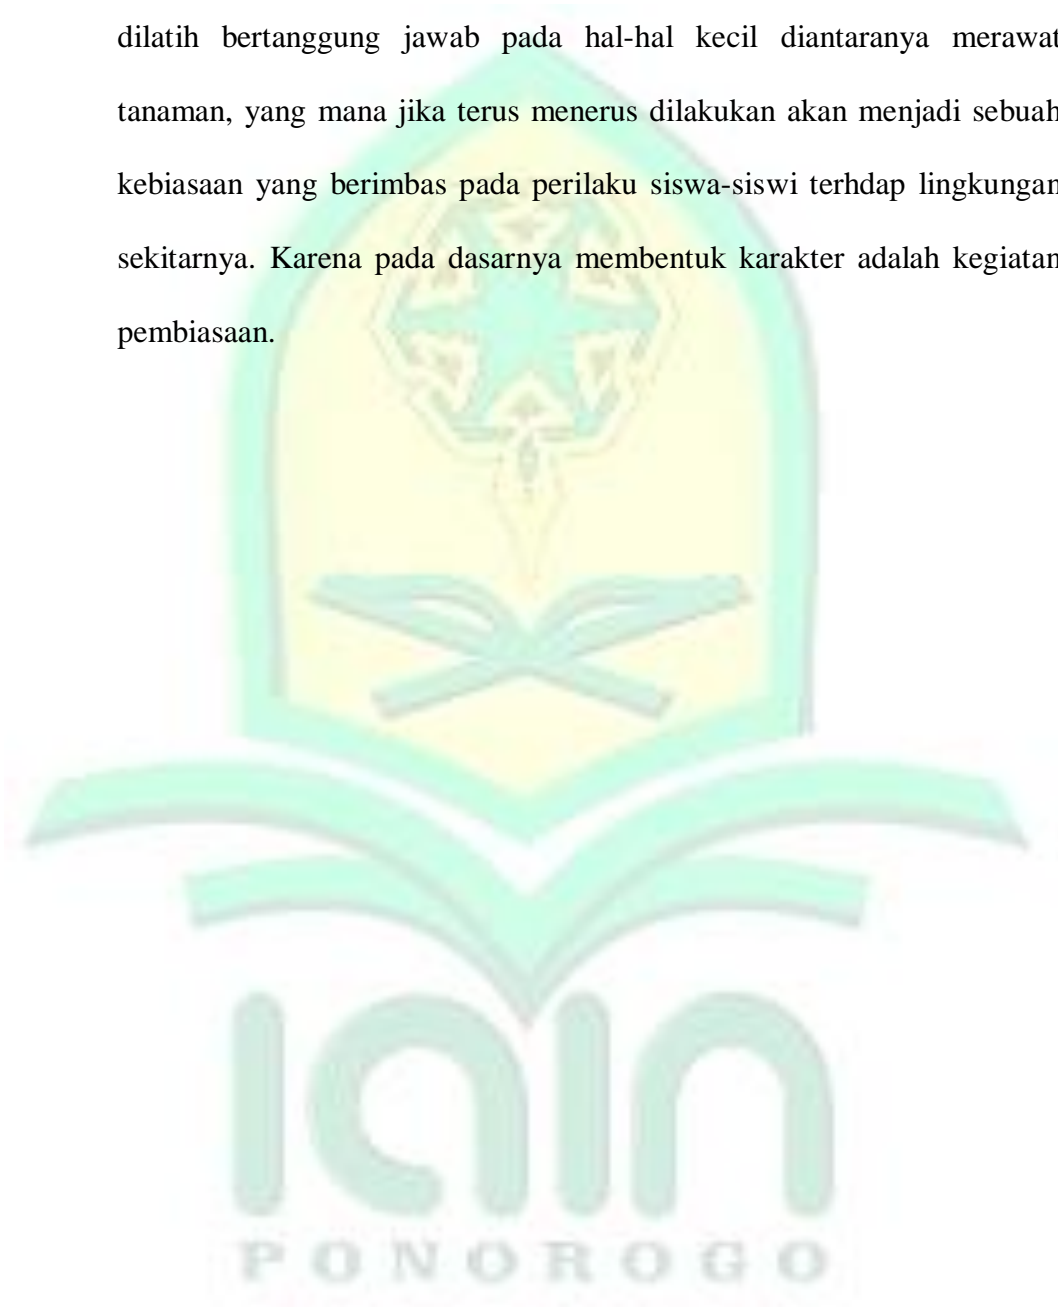 dilatih bertanggung jawab pada hal-hal kecil diantaranya merawat
tanaman, yang mana jika terus menerus dilakukan akan menjadi sebuah
kebiasaan yang berimbas pada perilaku siswa-siswi terhdap lingkungan
sekitarnya. Karena pada dasarnya membentuk karakter adalah kegiatan
pembiasaan.
iain
PONOROGO